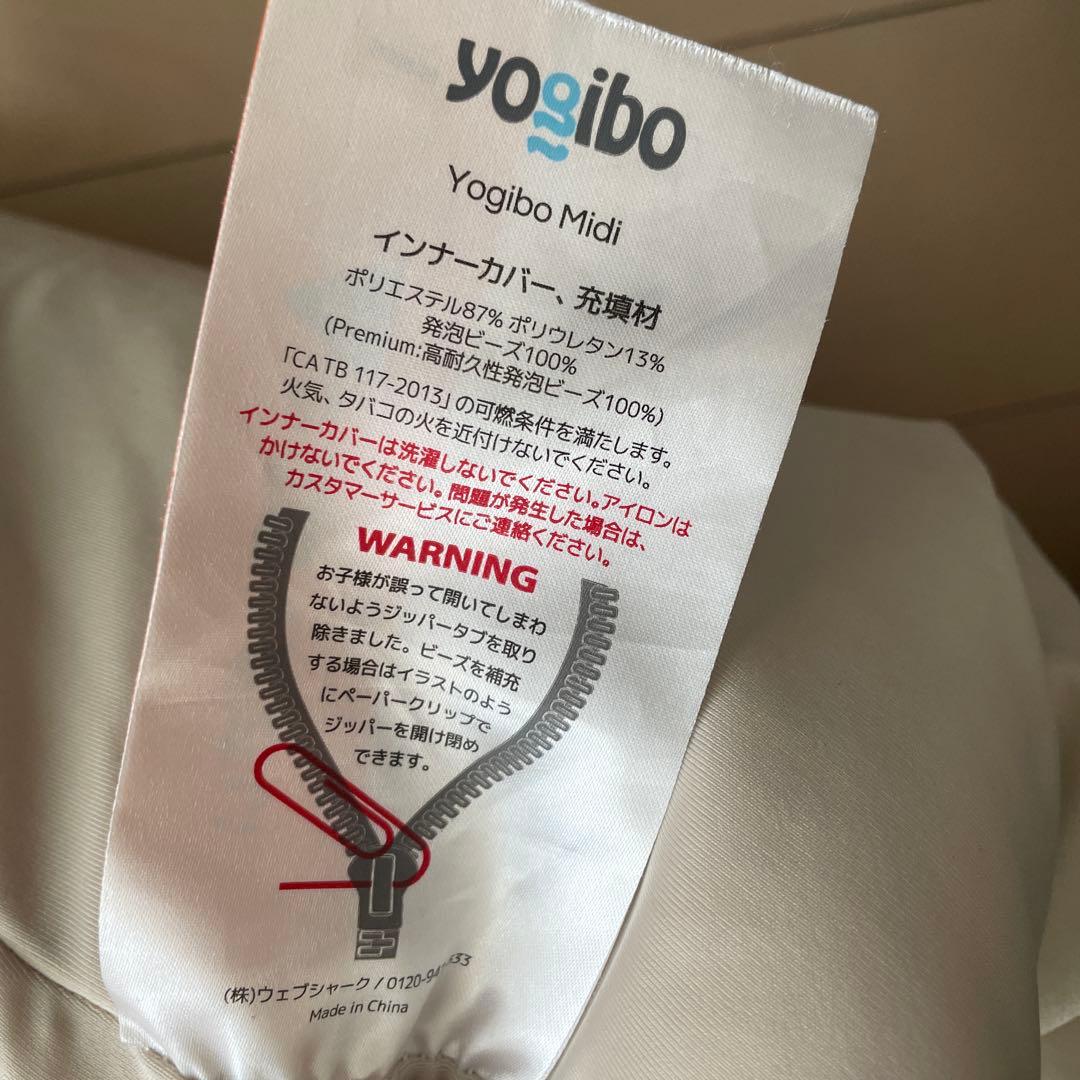 yogibo
Yogibo Midi
インナーカバー、充填材
ポリエステル87% ポリウレタン13%
発泡ビーズ100%
(Premium:高耐久性発泡ビーズ100%)
「CA TB 117-2013」の可燃条件を満たします。
火気、タバコの火を近付けないでください。
インナーカバーは洗濯しないでください。アイロンは
かけないでください。問題が発生した場合は、
カスタマーサービスにご連絡ください。
WARNING
お子様が誤って開いてしまわ
ないようジッパータブを取り
除きました。ビーズを補充
する場合はイラストのよう
にペーパークリップで
ジッパーを開け閉め
できます。
(株)ウェブシャーク / 0120-94
Made in China